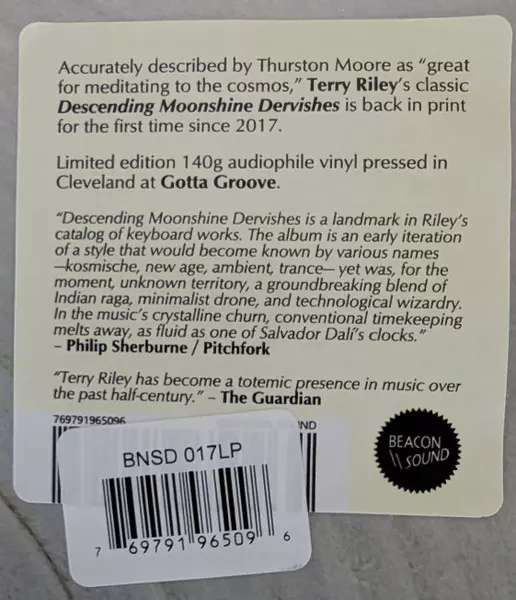 Accurately described by Thurston Moore as “great
for meditating to the cosmos,” Terry Riley’s classic
Descending Moonshine Dervishes is back in print
for the first time since 2017.
Limited edition 140g audiophile vinyl pressed in
Cleveland at Gotta Groove.
“Descending Moonshine Dervishes is a landmark in Riley’s
catalog of keyboard works. The album is an early iteration
of a style that would become known by various names
—kosmische, new age, ambient, trance— yet was, for the
moment, unknown territory, a groundbreaking blend of
Indian raga, minimalist drone, and technological wizardry.
In the music’s crystalline churn, conventional timekeeping
melts away, as fluid as one of Salvador Dalí’s clocks.”
– Philip Sherburne / Pitchfork
“Terry Riley has become a totemic presence in music over
the past half-century.” – The Guardian
769791965096
BNSD 017LP
7 69791 96509 6
BEACON
\\ SOUND